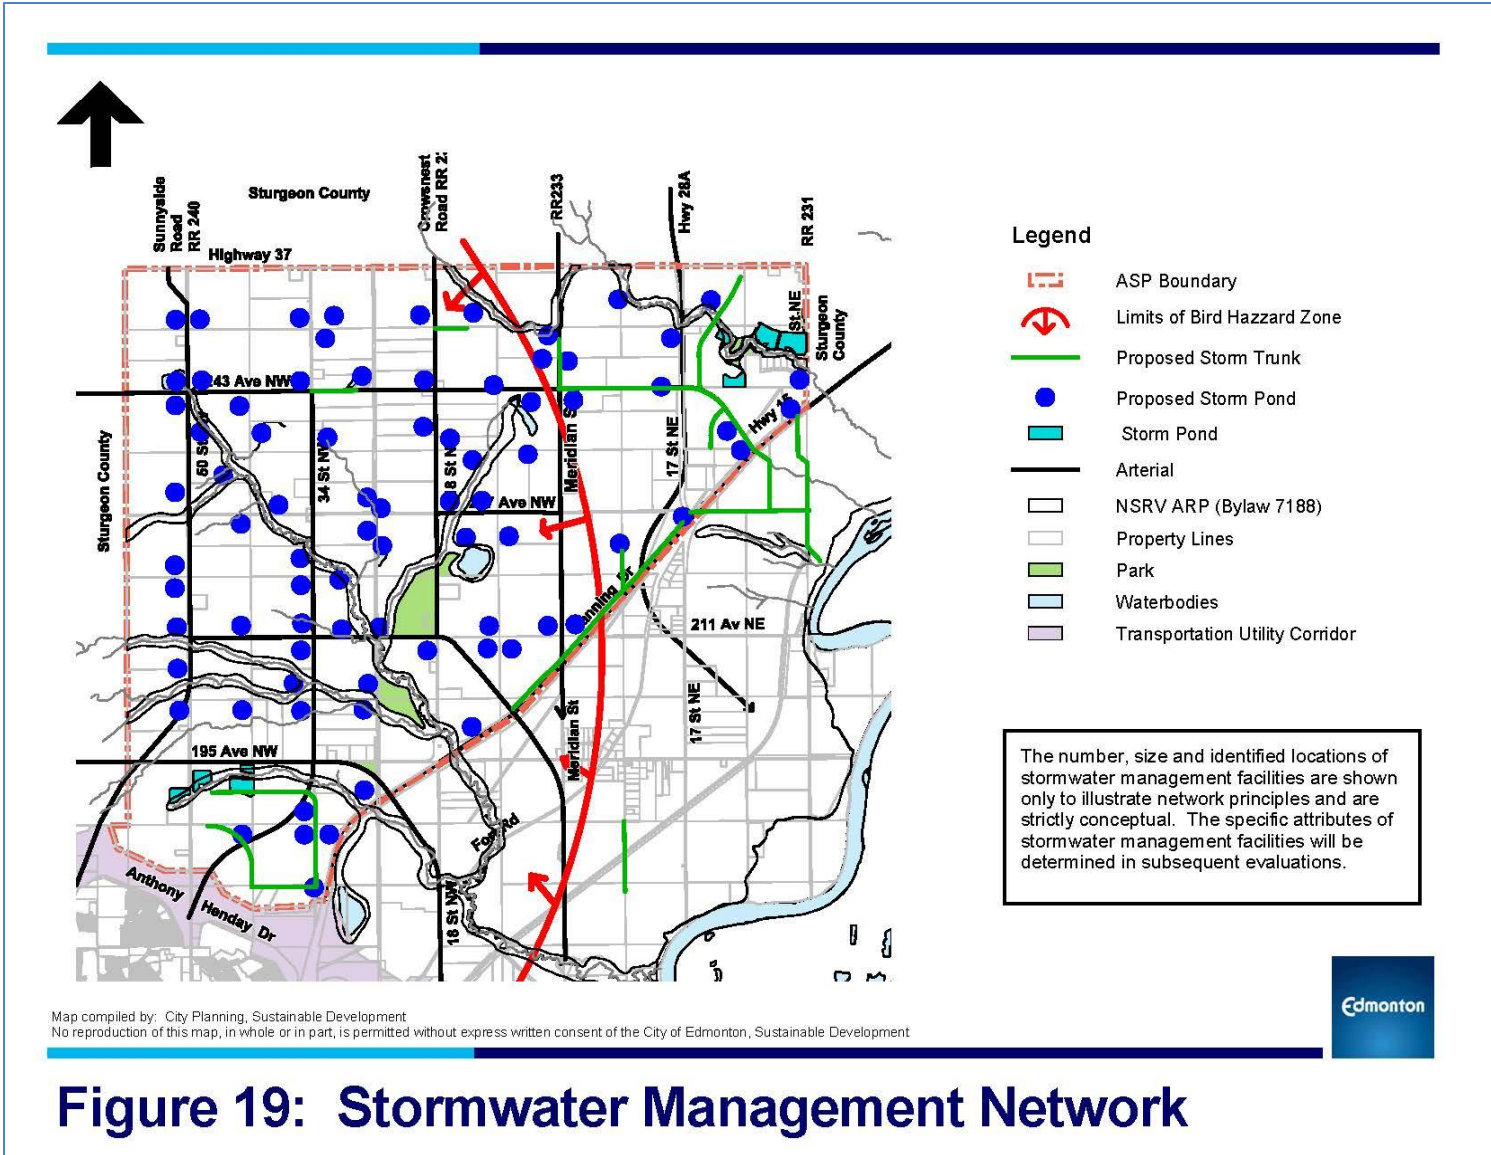 Sturgeon County
Sunnyside
Road
RR 240
Crowsnest
Road RR 2
RR233
Hwy 28A
RR 231
Highway 37
St NE
Sturgeon
County
243 Ave NW
Hwy 15
Meridian S
17 St NE
50 St
34 St NW
8 St N
7 Ave NW
Sturgeon County
anning Dr
211 Av NE
Meridian St
17 St NE
195 Ave NW
Meridian St
Fort Rd
18 St NW
Anthony
Henday Dr
Legend
ASP Boundary
Limits of Bird Hazzard Zone
Proposed Storm Trunk
Proposed Storm Pond
Storm Pond
Arterial
NSRV ARP (Bylaw 7188)
Property Lines
Park
Waterbodies
Transportation Utility Corridor
The number, size and identified locations of
stormwater management facilities are shown
only to illustrate network principles and are
strictly conceptual. The specific attributes of
stormwater management facilities will be
determined in subsequent evaluations.
Edmonton
Map compiled by: City Planning, Sustainable Development
No reproduction of this map, in whole or in part, is permitted without express written consent of the City of Edmonton, Sustainable Development
Figure 19: Stormwater Management Network